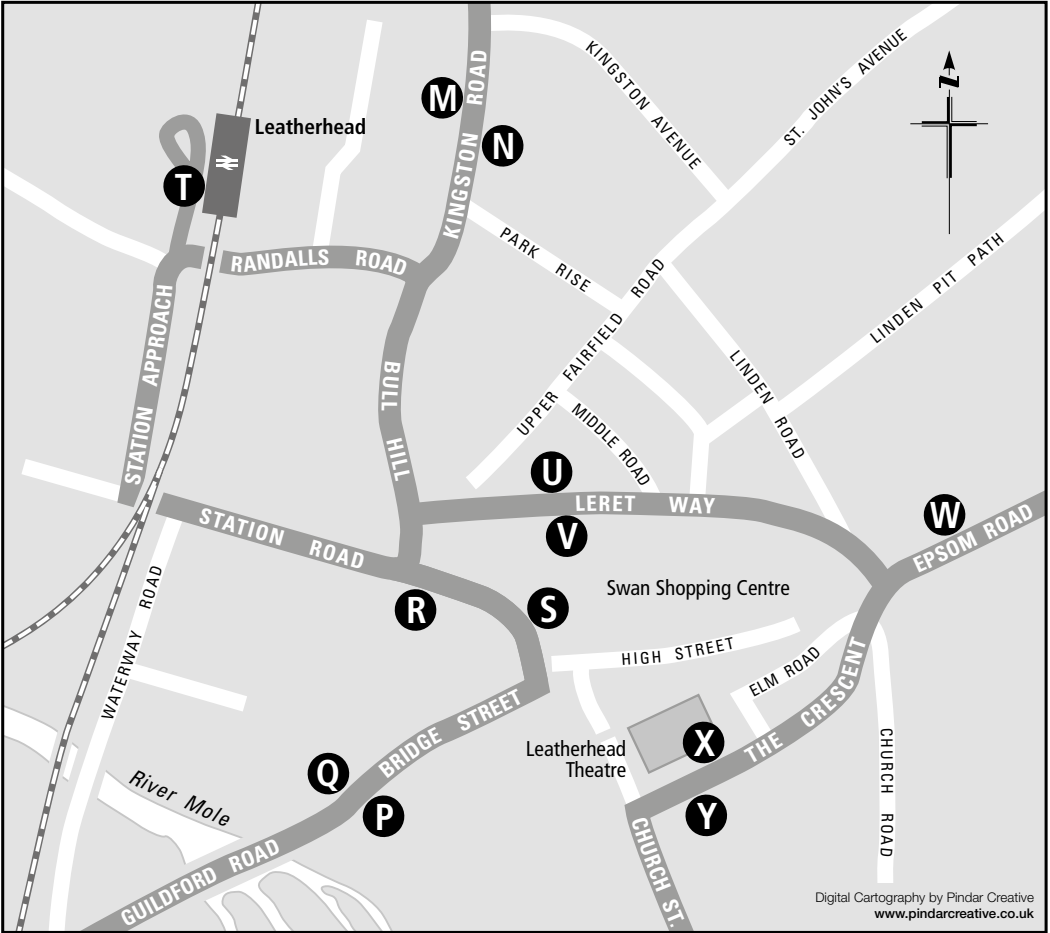 KINGSTON ROAD
KINGSTON AVENUE
ST. JOHN'S AVENUE
N
M
N
Leatherhead
T
KINGSTON ROAD
PARK RISE
RANDALLS ROAD
UPPER FAIRFIELD ROAD
LINDEN PIT PATH
STATION APPROACH
BULL HILL
LINDEN ROAD
MIDDLE ROAD
U
LERET WAY
V
W
EPSOM ROAD
STATION ROAD
R
S
Swan Shopping Centre
WATERWAY ROAD
HIGH STREET
ELM ROAD
THE CRESCENT
BRIDGE STREET
Leatherhead
Theatre
X
Y
CHURCH ROAD
Q
P
River Mole
GUILDFORD ROAD
CHURCH ST.
Digital Cartography by Pindar Creative
www.pindarcreative.co.uk